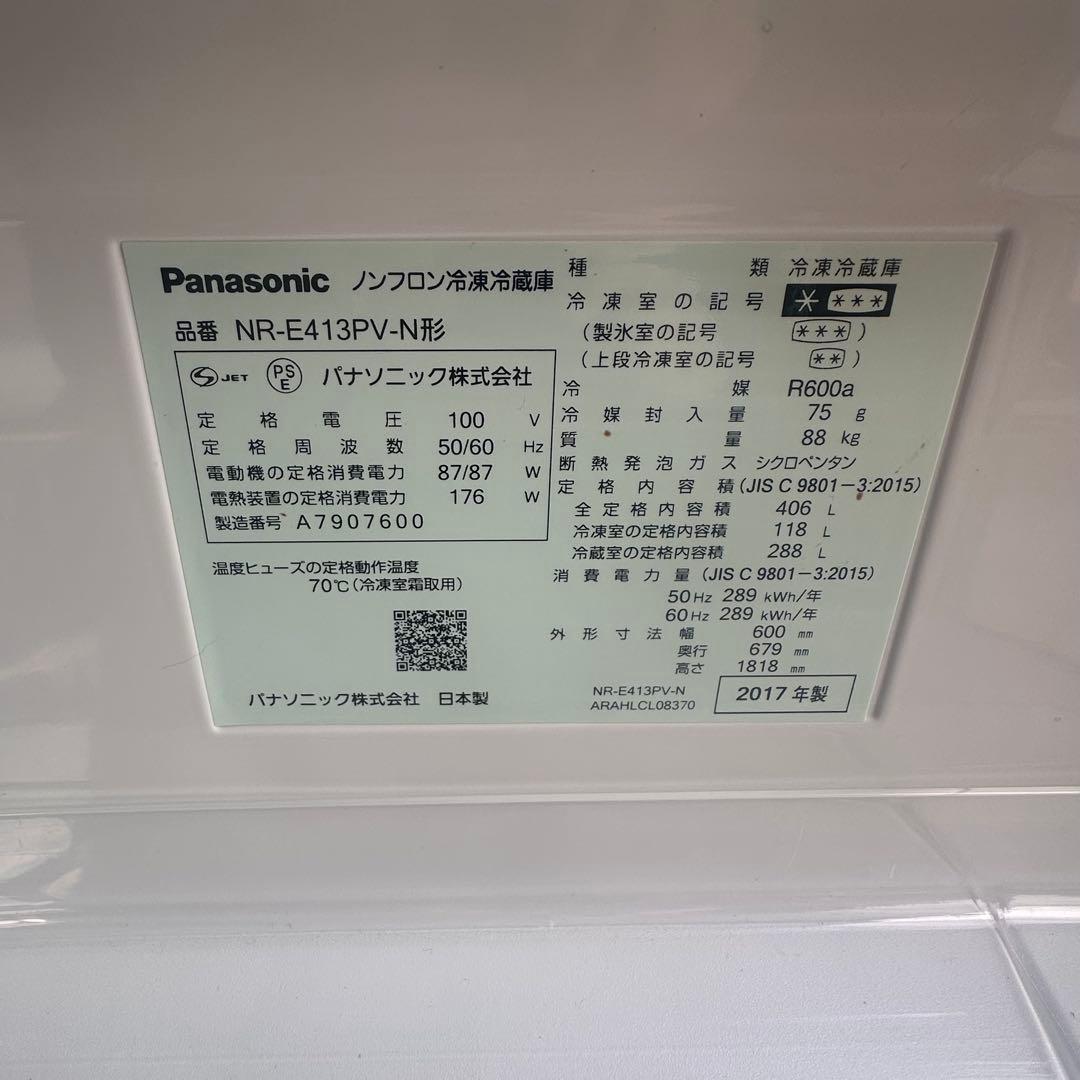 Panasonic ノンフロン冷凍冷蔵庫
品番 NR-E413PV-N形
JET PSE パナソニック株式会社
定格電圧 100 V
定格周波数 50/60 Hz
電動機の定格消費電力 87/87 W
電熱装置の定格消費電力 176 W
製造番号 A7907600
温度ヒューズの定格動作温度
70℃(冷凍室霜取用)
パナソニック株式会社 日本製
種類 冷凍冷蔵庫
冷凍室の記号 * ***
(製氷室の記号 ***)
(上段冷凍室の記号 **)
冷媒 R600a
冷媒封入量 75 g
質量 88 kg
断熱発泡ガス シクロペンタン
定格内容積 (JIS C 9801-3:2015)
全定格内容積 406 L
冷凍室の定格内容積 118 L
冷蔵室の定格内容積 288 L
消費電力量 (JIS C 9801-3:2015)
50Hz 289 kWh/年
60Hz 289 kWh/年
外形寸法幅 600 mm
奥行 679 mm
高さ 1818 mm
NR-E413PV-N
ARAHLCL08370
2017年製